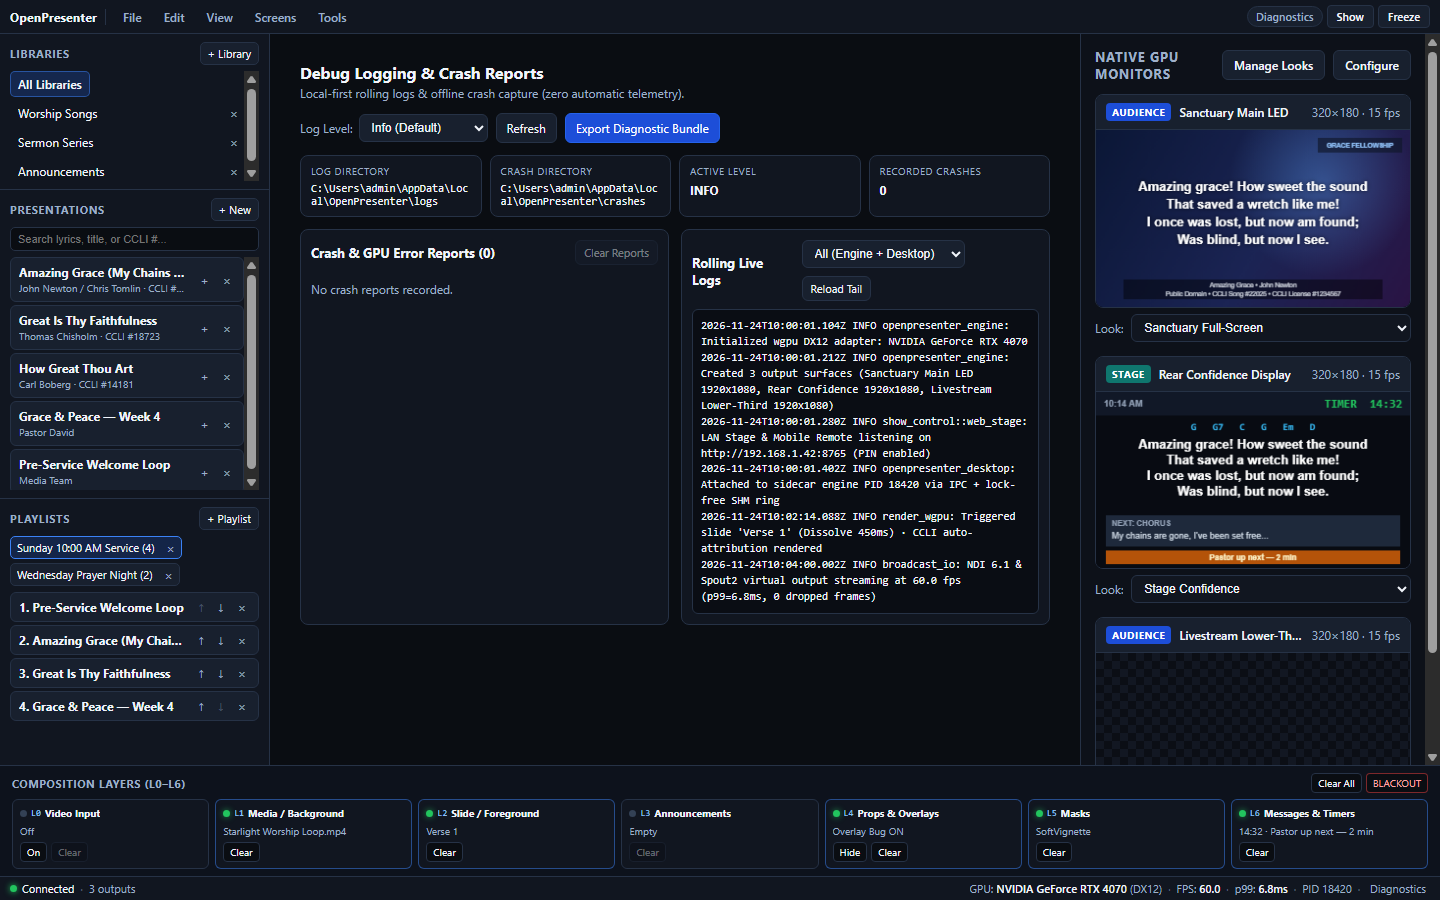 OpenPresenter File Edit View Screens Tools Diagnostics Show Freeze
LIBRARIES + Library
All Libraries
Worship Songs ×
Sermon Series ×
Announcements ×
PRESENTATIONS + New
Search lyrics, title, or CCLI #...
Amazing Grace (My Chains ... + ×
John Newton / Chris Tomlin · CCLI #...
Great Is Thy Faithfulness + ×
Thomas Chisholm · CCLI #18723
How Great Thou Art + ×
Carl Boberg · CCLI #14181
Grace & Peace — Week 4 + ×
Pastor David
Pre-Service Welcome Loop + ×
Media Team
PLAYLISTS + Playlist
Sunday 10:00 AM Service (4) ×
Wednesday Prayer Night (2) ×
1. Pre-Service Welcome Loop ↑ ↓ ×
2. Amazing Grace (My Chai... ↑ ↓ ×
3. Great Is Thy Faithfulness ↑ ↓ ×
4. Grace & Peace — Week 4 ↑ ↓ ×
Debug Logging & Crash Reports
Local-first rolling logs & offline crash capture (zero automatic telemetry).
Log Level: Info (Default) Refresh Export Diagnostic Bundle
LOG DIRECTORY
C:\Users\admin\AppData\Loc
al\OpenPresenter\logs
CRASH DIRECTORY
C:\Users\admin\AppData\Loc
al\OpenPresenter\crashes
ACTIVE LEVEL
INFO
RECORDED CRASHES
0
Crash & GPU Error Reports (0) Clear Reports
No crash reports recorded.
Rolling Live
Logs
All (Engine + Desktop)
Reload Tail
2026-11-24T10:00:01.104Z INFO openpresenter_engine:
Initialized wgpu DX12 adapter: NVIDIA GeForce RTX 4070
2026-11-24T10:00:01.212Z INFO openpresenter_engine:
Created 3 output surfaces (Sanctuary Main LED
1920x1080, Rear Confidence 1920x1080, Livestream
Lower-Third 1920x1080)
2026-11-24T10:00:01.280Z INFO show_control::web_stage:
LAN Stage & Mobile Remote listening on
http://192.168.1.42:8765 (PIN enabled)
2026-11-24T10:00:01.402Z INFO openpresenter_desktop:
Attached to sidecar engine PID 18420 via IPC + lock-
free SHM ring
2026-11-24T10:02:14.088Z INFO render_wgpu: Triggered
slide 'Verse 1' (Dissolve 450ms) · CCLI auto-
attribution rendered
2026-11-24T10:04:00.002Z INFO broadcast_io: NDI 6.1 &
Spout2 virtual output streaming at 60.0 fps
(p99=6.8ms, 0 dropped frames)
NATIVE GPU
MONITORS
Manage Looks Configure
AUDIENCE Sanctuary Main LED 320×180 · 15 fps
GRACE FELLOWSHIP
Amazing grace! How sweet the sound
That saved a wretch like me!
I once was lost, but now am found;
Was blind, but now I see.
Amazing Grace • John Newton
Public Domain • CCLI Song #22025 • CCLI License #1234567
Look: Sanctuary Full-Screen
STAGE Rear Confidence Display 320×180 · 15 fps
10:14 AM TIMER 14:32
G G7 C G Em D
Amazing grace! How sweet the sound
That saved a wretch like me!
I once was lost, but now am found;
Was blind, but now I see.
NEXT: CHORUS
My chains are gone, I've been set free...
Pastor up next — 2 min
Look: Stage Confidence
AUDIENCE Livestream Lower-Th... 320×180 · 15 fps
COMPOSITION LAYERS (L0–L6) Clear All BLACKOUT
L0 Video Input
Off
On Clear
L1 Media / Background
Starlight Worship Loop.mp4
Clear
L2 Slide / Foreground
Verse 1
Clear
L3 Announcements
Empty
Clear
L4 Props & Overlays
Overlay Bug ON
Hide Clear
L5 Masks
SoftVignette
Clear
L6 Messages & Timers
14:32 · Pastor up next — 2 min
Clear
Connected · 3 outputs GPU: NVIDIA GeForce RTX 4070 (DX12) · FPS: 60.0 · p99: 6.8ms · PID 18420 · Diagnostics